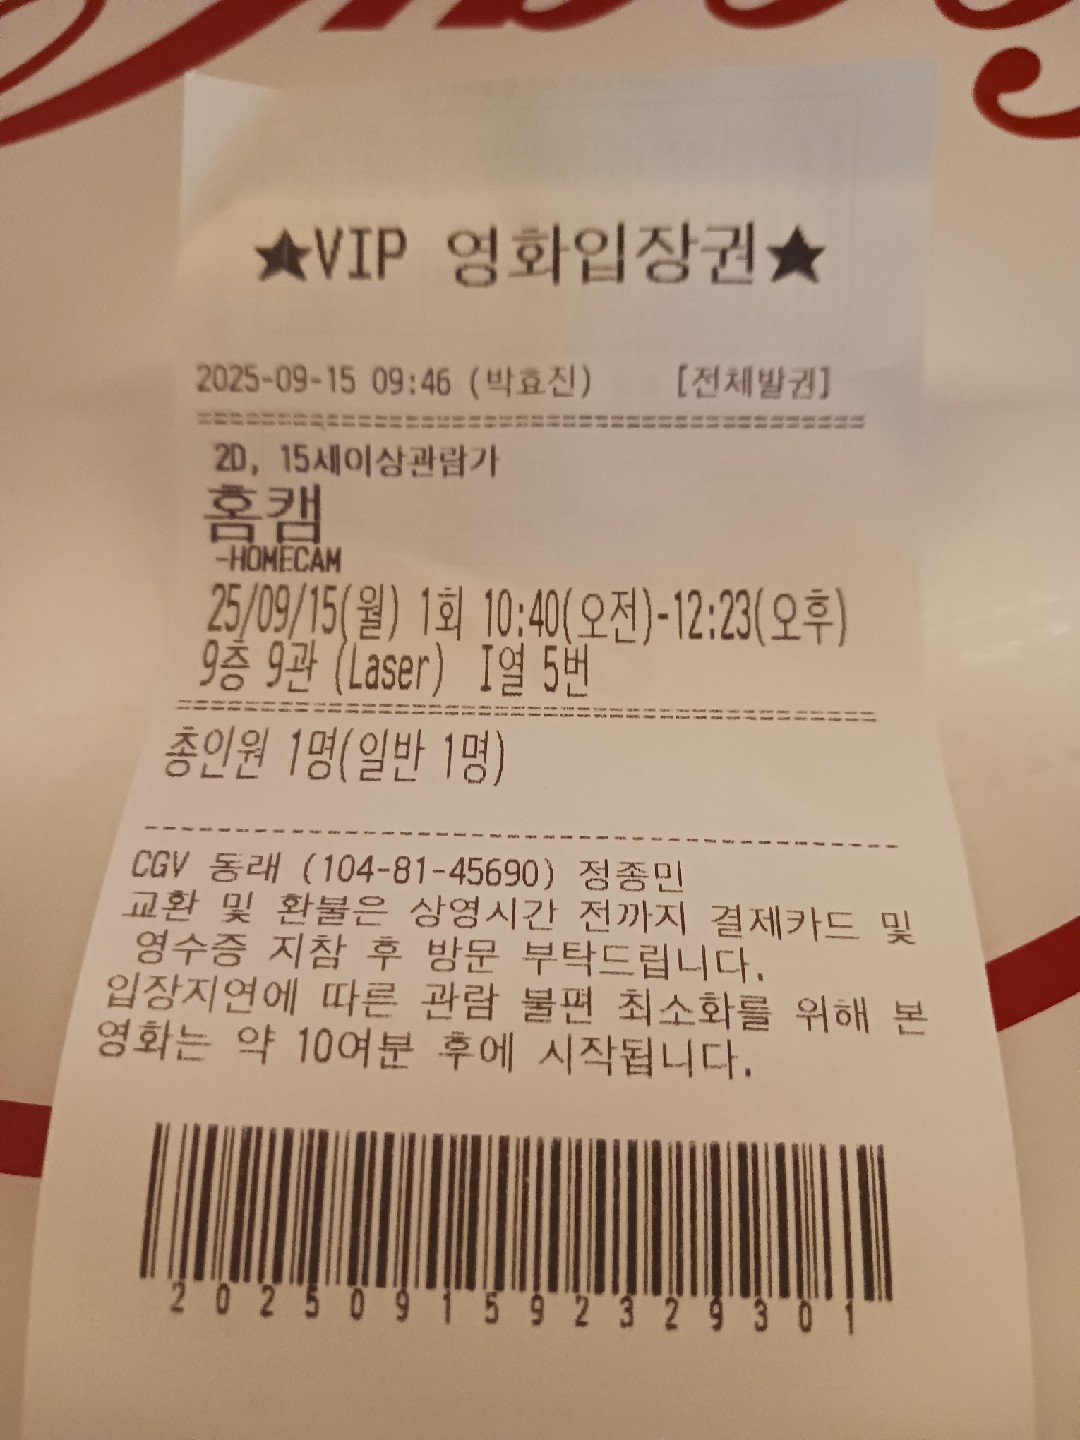 ★VIP 영화입장권★
2025-09-15 09:46 (박효진) [전체발권]
================================================
2D, 15세이상관람가
홈캠
-HOMECAM
25/09/15(월) 1회 10:40(오전)-12:23(오후)
9층 9관 (Laser) I열 5번
================================================
총인원 1명(일반 1명)
------------------------------------------------
CGV 동래 (104-81-45690) 정종민
교환 및 환불은 상영시간 전까지 결제카드 및
영수증 지참 후 방문 부탁드립니다.
입장지연에 따른 관람 불편 최소화를 위해 본
영화는 약 10여분 후에 시작됩니다.
2025091592329301